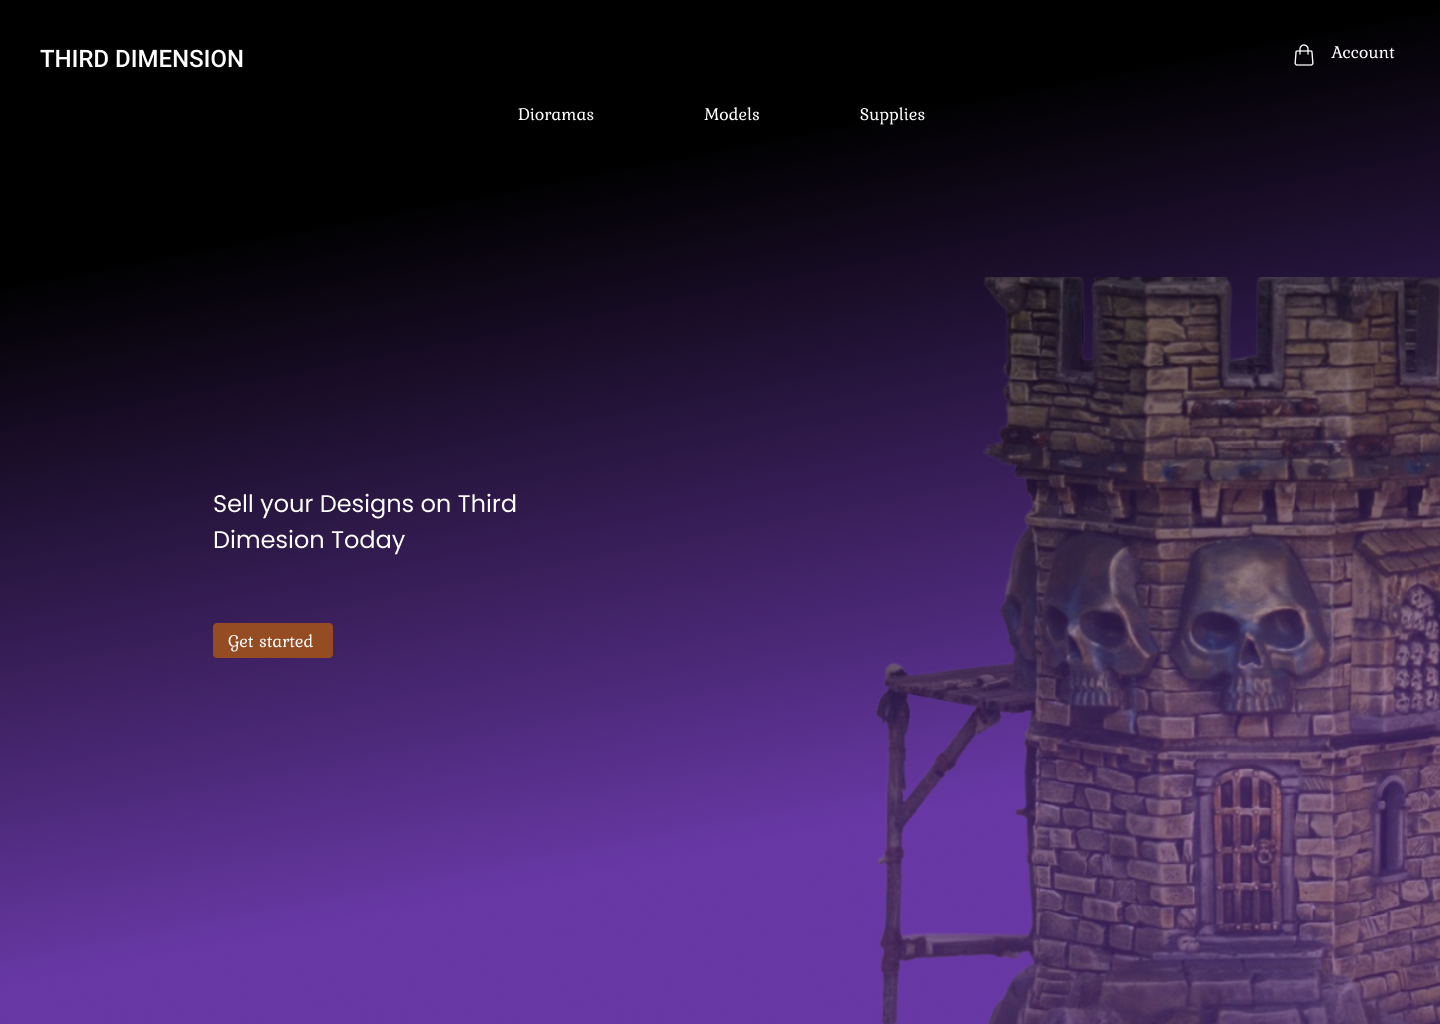 THIRD DIMENSION
Account
Dioramas
Models
Supplies
Sell your Designs on Third
Dimesion Today
Get started